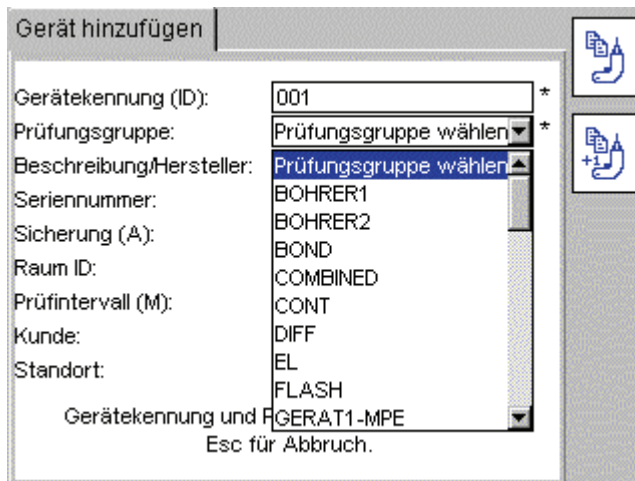 Gerät hinzufügen
Gerätekennung (ID): 001 *
Prüfungsgruppe: Prüfungsgruppe wählen *
Beschreibung/Hersteller: Prüfungsgruppe wählen
Seriennummer: BOHRER1
BOHRER2
Sicherung (A):
BOND
Raum ID: COMBINED
Prüfintervall (M): CONT
Kunde: DIFF
Standort: EL
FLASH
Gerätekennung und GERAT1-MPE
Esc für Abbruch.
+1